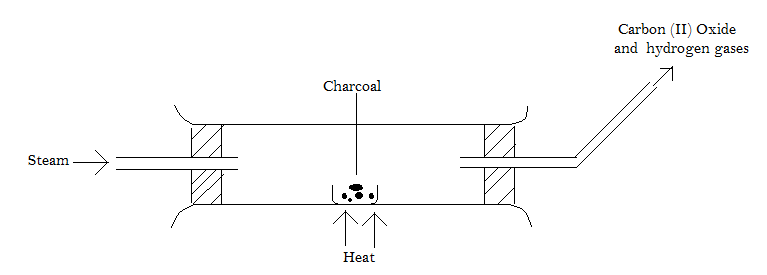 Carbon (II) Oxide
and hydrogen gases
Charcoal
Steam
Heat